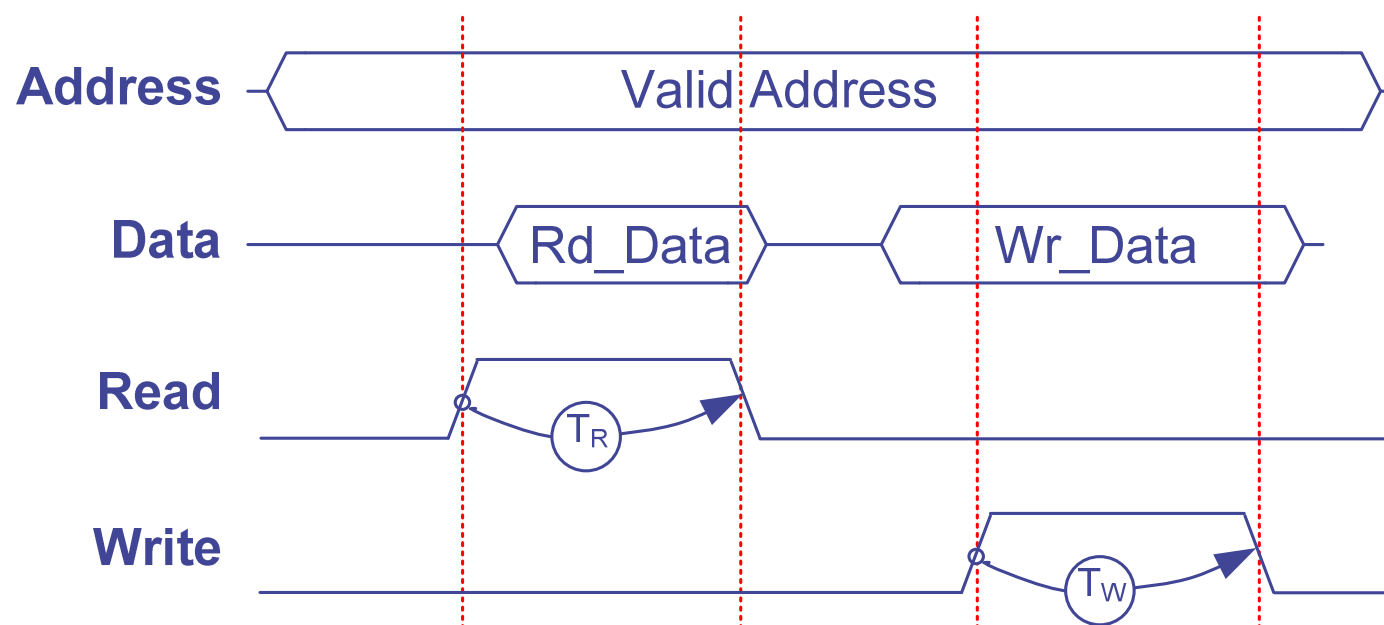 Address Valid Address
Data Rd_Data Wr_Data
Read
TR
Write
TW